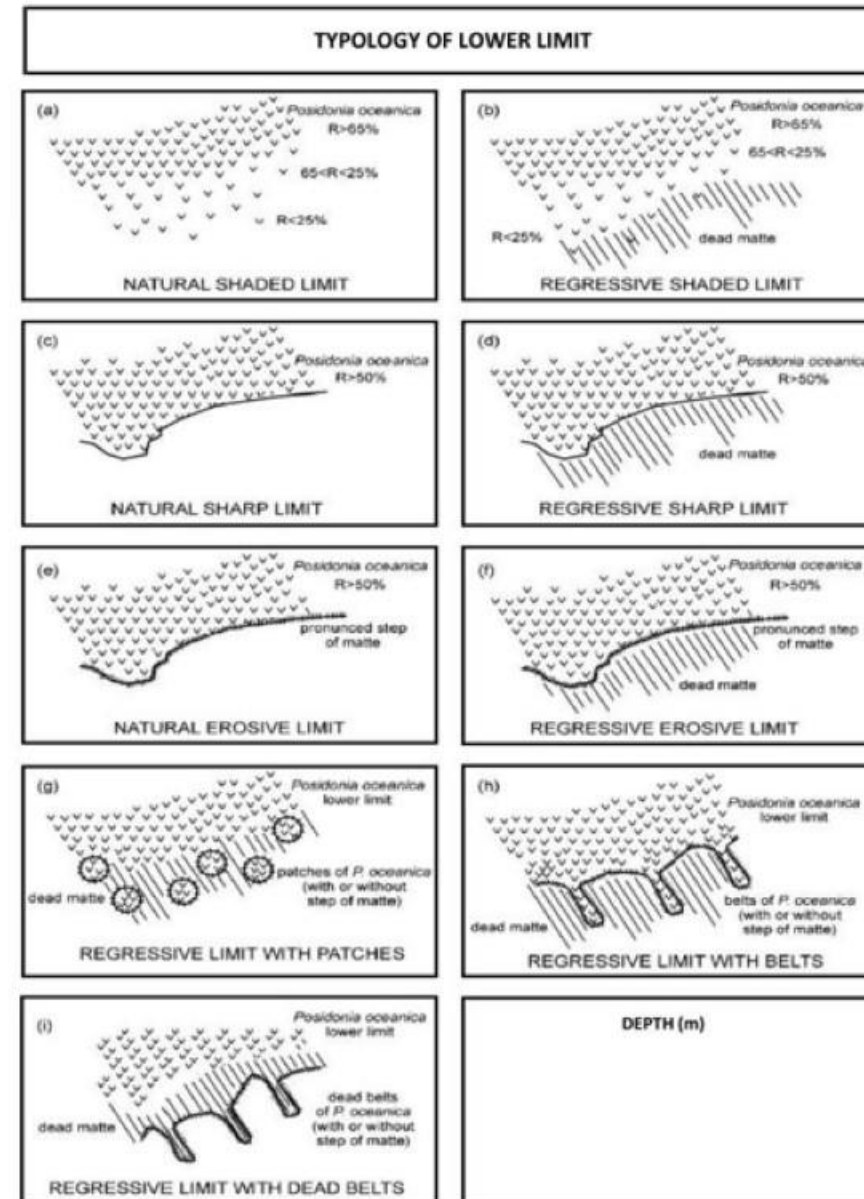 TYPOLOGY OF LOWER LIMIT
(a)
Posidonia oceanica
R>65%
65<R<25%
R<25%
NATURAL SHADED LIMIT
(b)
Posidonia oceanica
R>65%
65<R<25%
R<25%
dead matte
REGRESSIVE SHADED LIMIT
(c)
Posidonia oceanica
R>50%
NATURAL SHARP LIMIT
(d)
Posidonia oceanica
R>50%
dead matte
REGRESSIVE SHARP LIMIT
(e)
Posidonia oceanica
R>50%
pronunced step
of matte
NATURAL EROSIVE LIMIT
(f)
Posidonia oceanica
R>50%
pronunced step
of matte
dead matte
REGRESSIVE EROSIVE LIMIT
(g)
Posidonia oceanica
lower limit
patches of P. oceanica
(with or without
step of matte)
dead matte
REGRESSIVE LIMIT WITH PATCHES
(h)
Posidonia oceanica
lower limit
belts of P. oceanica
(with or without
step of matte)
dead matte
REGRESSIVE LIMIT WITH BELTS
(i)
Posidonia oceanica
lower limit
dead belts
of P. oceanica
(with or without
step of matte)
dead matte
REGRESSIVE LIMIT WITH DEAD BELTS
DEPTH (m)